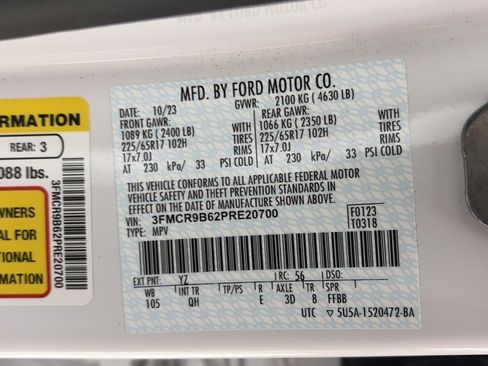 MFD. BY FORD MOTOR CO.
DATE: 10/23 GVWR: 2100 KG ( 4630 LB)
FRONT GAWR: REAR GAWR:
1089 KG ( 2400 LB) WITH 1066 KG ( 2350 LB) WITH
225/65R17 102H TIRES 225/65R17 102H TIRES
17x7.0J RIMS 17x7.0J RIMS
AT 230 kPa/ 33 PSI COLD AT 230 kPa/ 33 PSI COLD
THIS VEHICLE CONFORMS TO ALL APPLICABLE FEDERAL MOTOR
VEHICLE SAFETY AND THEFT PREVENTION STANDARDS IN
EFFECT ON THE DATE OF MANUFACTURE SHOWN ABOVE.
VIN: 3FMCR9B62PRE20700 F0123
TYPE: MPV T0318
EXT PNT: YZ RC: 56 DSO:
WB INT TR TP/PS R AXLE TR SPR
105 QH E 3D 8 FFBB
UTC ▽5U5A-1520472-BA
ORMATION
REAR: 3
088 lbs.
WNERS
AL FOR
TIONAL
3FMCR9B62PRE20700